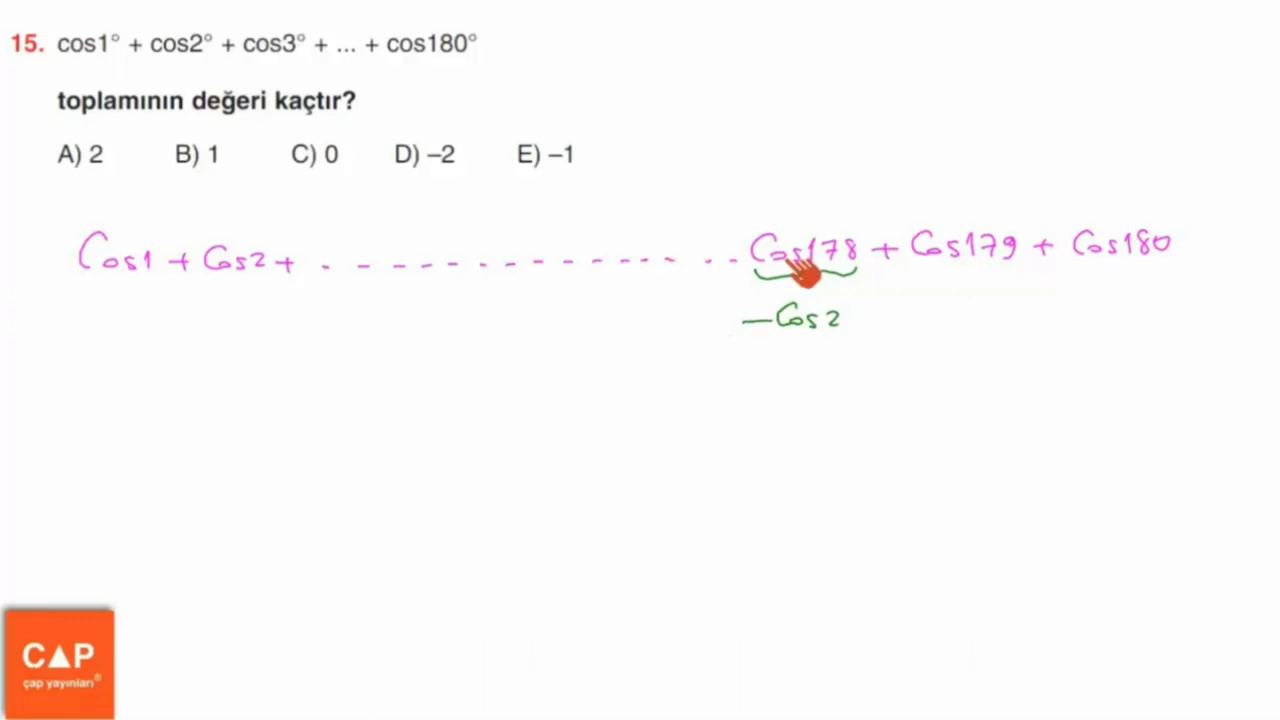 15. cos1° + cos2° + cos3° + ... + cos180°
toplamının değeri kaçtır?
A) 2 B) 1 C) 0 D) –2 E) –1
Cos1 + Cos2 + . - - - - - - - - - - - - - . . . Cos178 + Cos179 + Cos180
—Cos2
CAP
çap yayınları®